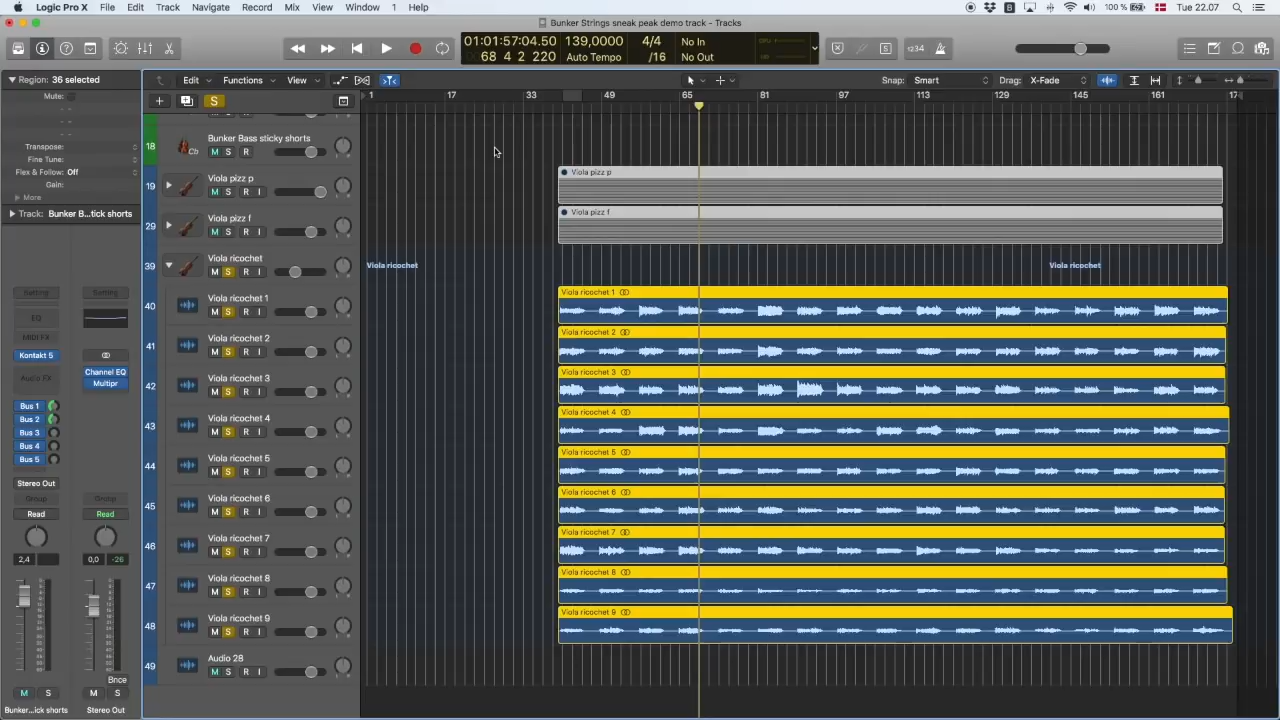 Logic Pro X File Edit Track Navigate Record Mix View Window 1 Help 100 % Tue 22.07
Bunker Strings sneak peak demo track - Tracks
01:01:57:04.50 139,0000 4/4 No In
68 4 2 220 Auto Tempo /16 No Out
CPU
HD
S 1234
Region: 36 selected
Edit Functions View Snap: Smart Drag: X-Fade
Mute:
S
1 17 33 49 65 81 97 113 129 145 161
Transpose:
Fine Tune:
Flex & Follow: Off
Gain:
More
Track: Bunker B...tick shorts
18 Cb Bunker Bass sticky shorts
M S R
19 Viola pizz p
M S R I
Viola pizz p
29 Viola pizz f
M S R I
Viola pizz f
39 Viola ricochet
M S R I
Viola ricochet Viola ricochet
40 Viola ricochet 1
M S R I
Viola ricochet 1
41 Viola ricochet 2
M S R I
Viola ricochet 2
42 Viola ricochet 3
M S R I
Viola ricochet 3
43 Viola ricochet 4
M S R I
Viola ricochet 4
44 Viola ricochet 5
M S R I
Viola ricochet 5
45 Viola ricochet 6
M S R I
Viola ricochet 6
46 Viola ricochet 7
M S R I
Viola ricochet 7
47 Viola ricochet 8
M S R I
Viola ricochet 8
48 Viola ricochet 9
M S R I
Viola ricochet 9
49 Audio 28
M S R I
Setting Setting
EQ
MIDI FX
Kontakt 5
Audio FX
Channel EQ
Multipr
Bus 1
Bus 2
Bus 3
Bus 4
Bus 5
Stereo Out
Group Group
Read Read
2,4 0,0 -26
Bnce
M S M S
Bunker...ick shorts Stereo Out